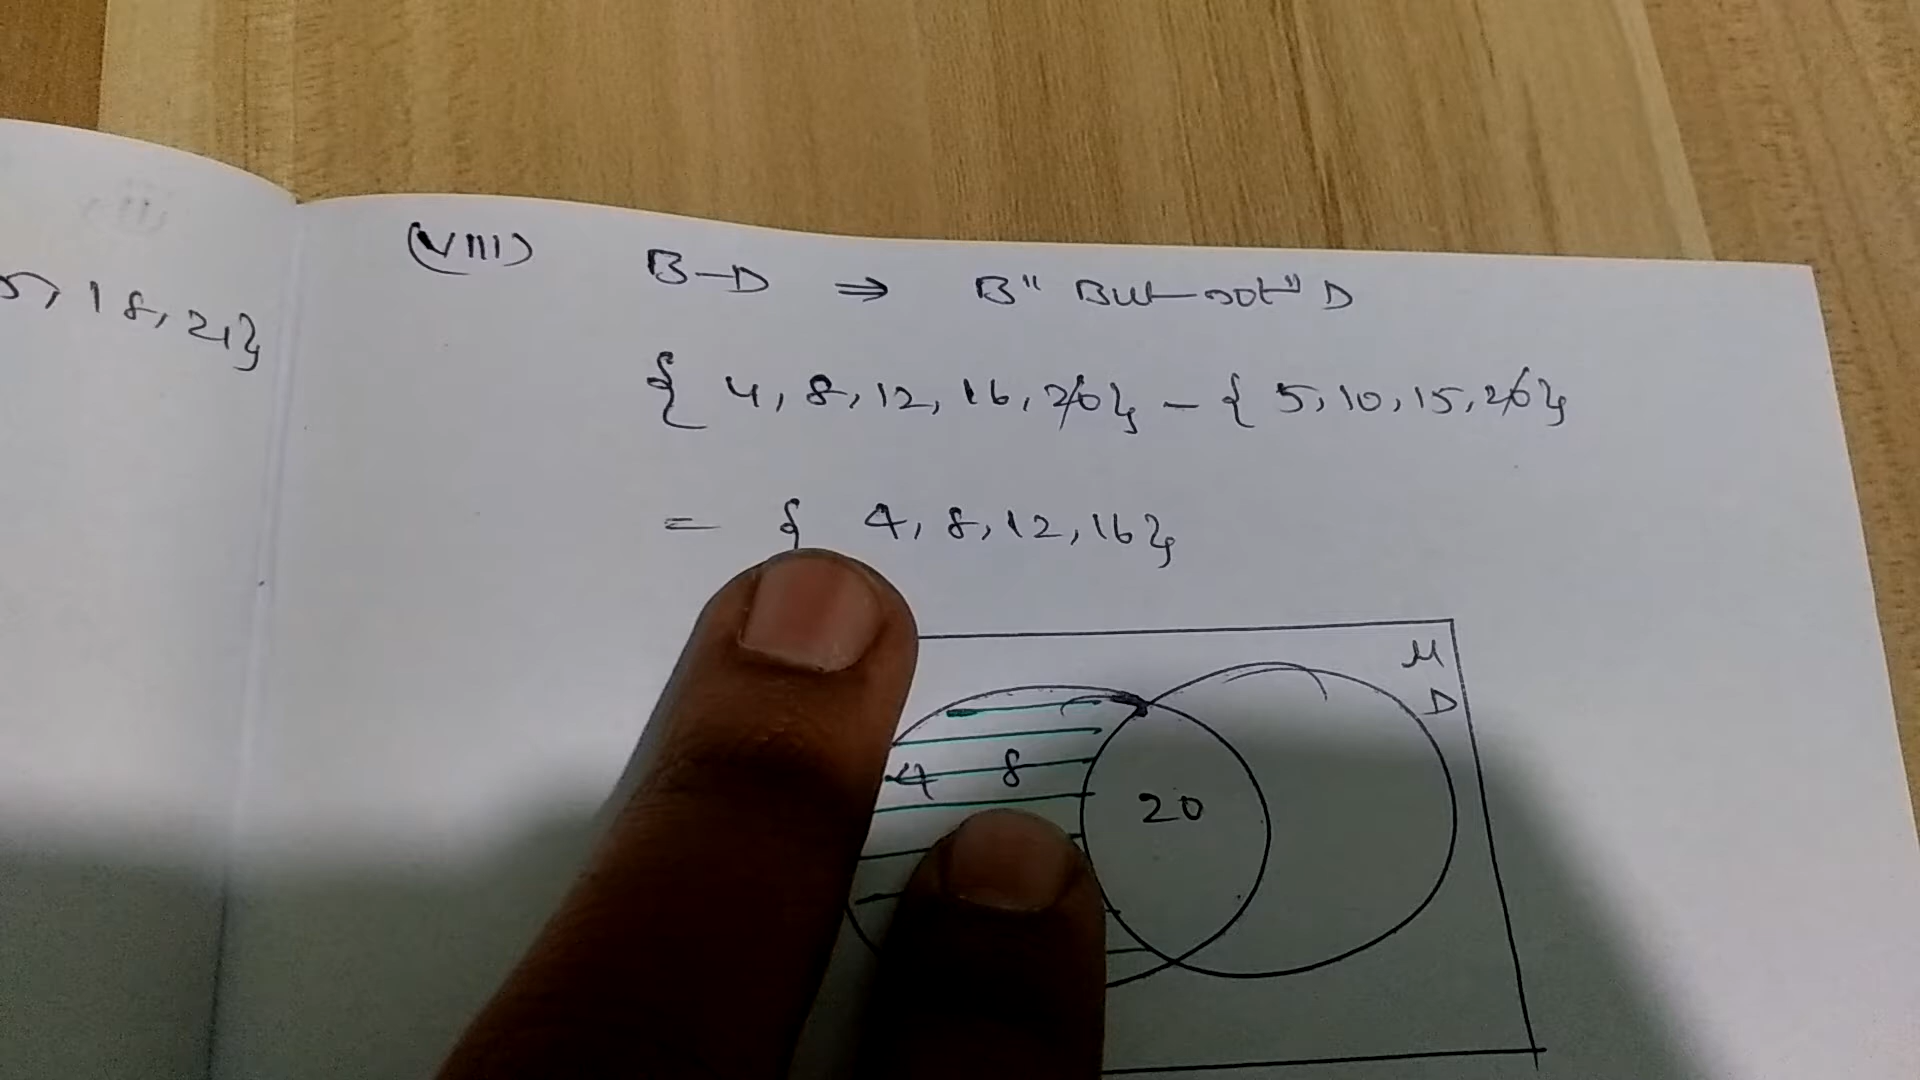 5, 18, 21}
(VIII) B-D ⇒ B" But not" D
{ 4, 8, 12, 16, 20} - {5, 10, 15, 20}
= { 4, 8, 12, 16}
μ
D
4 8
20